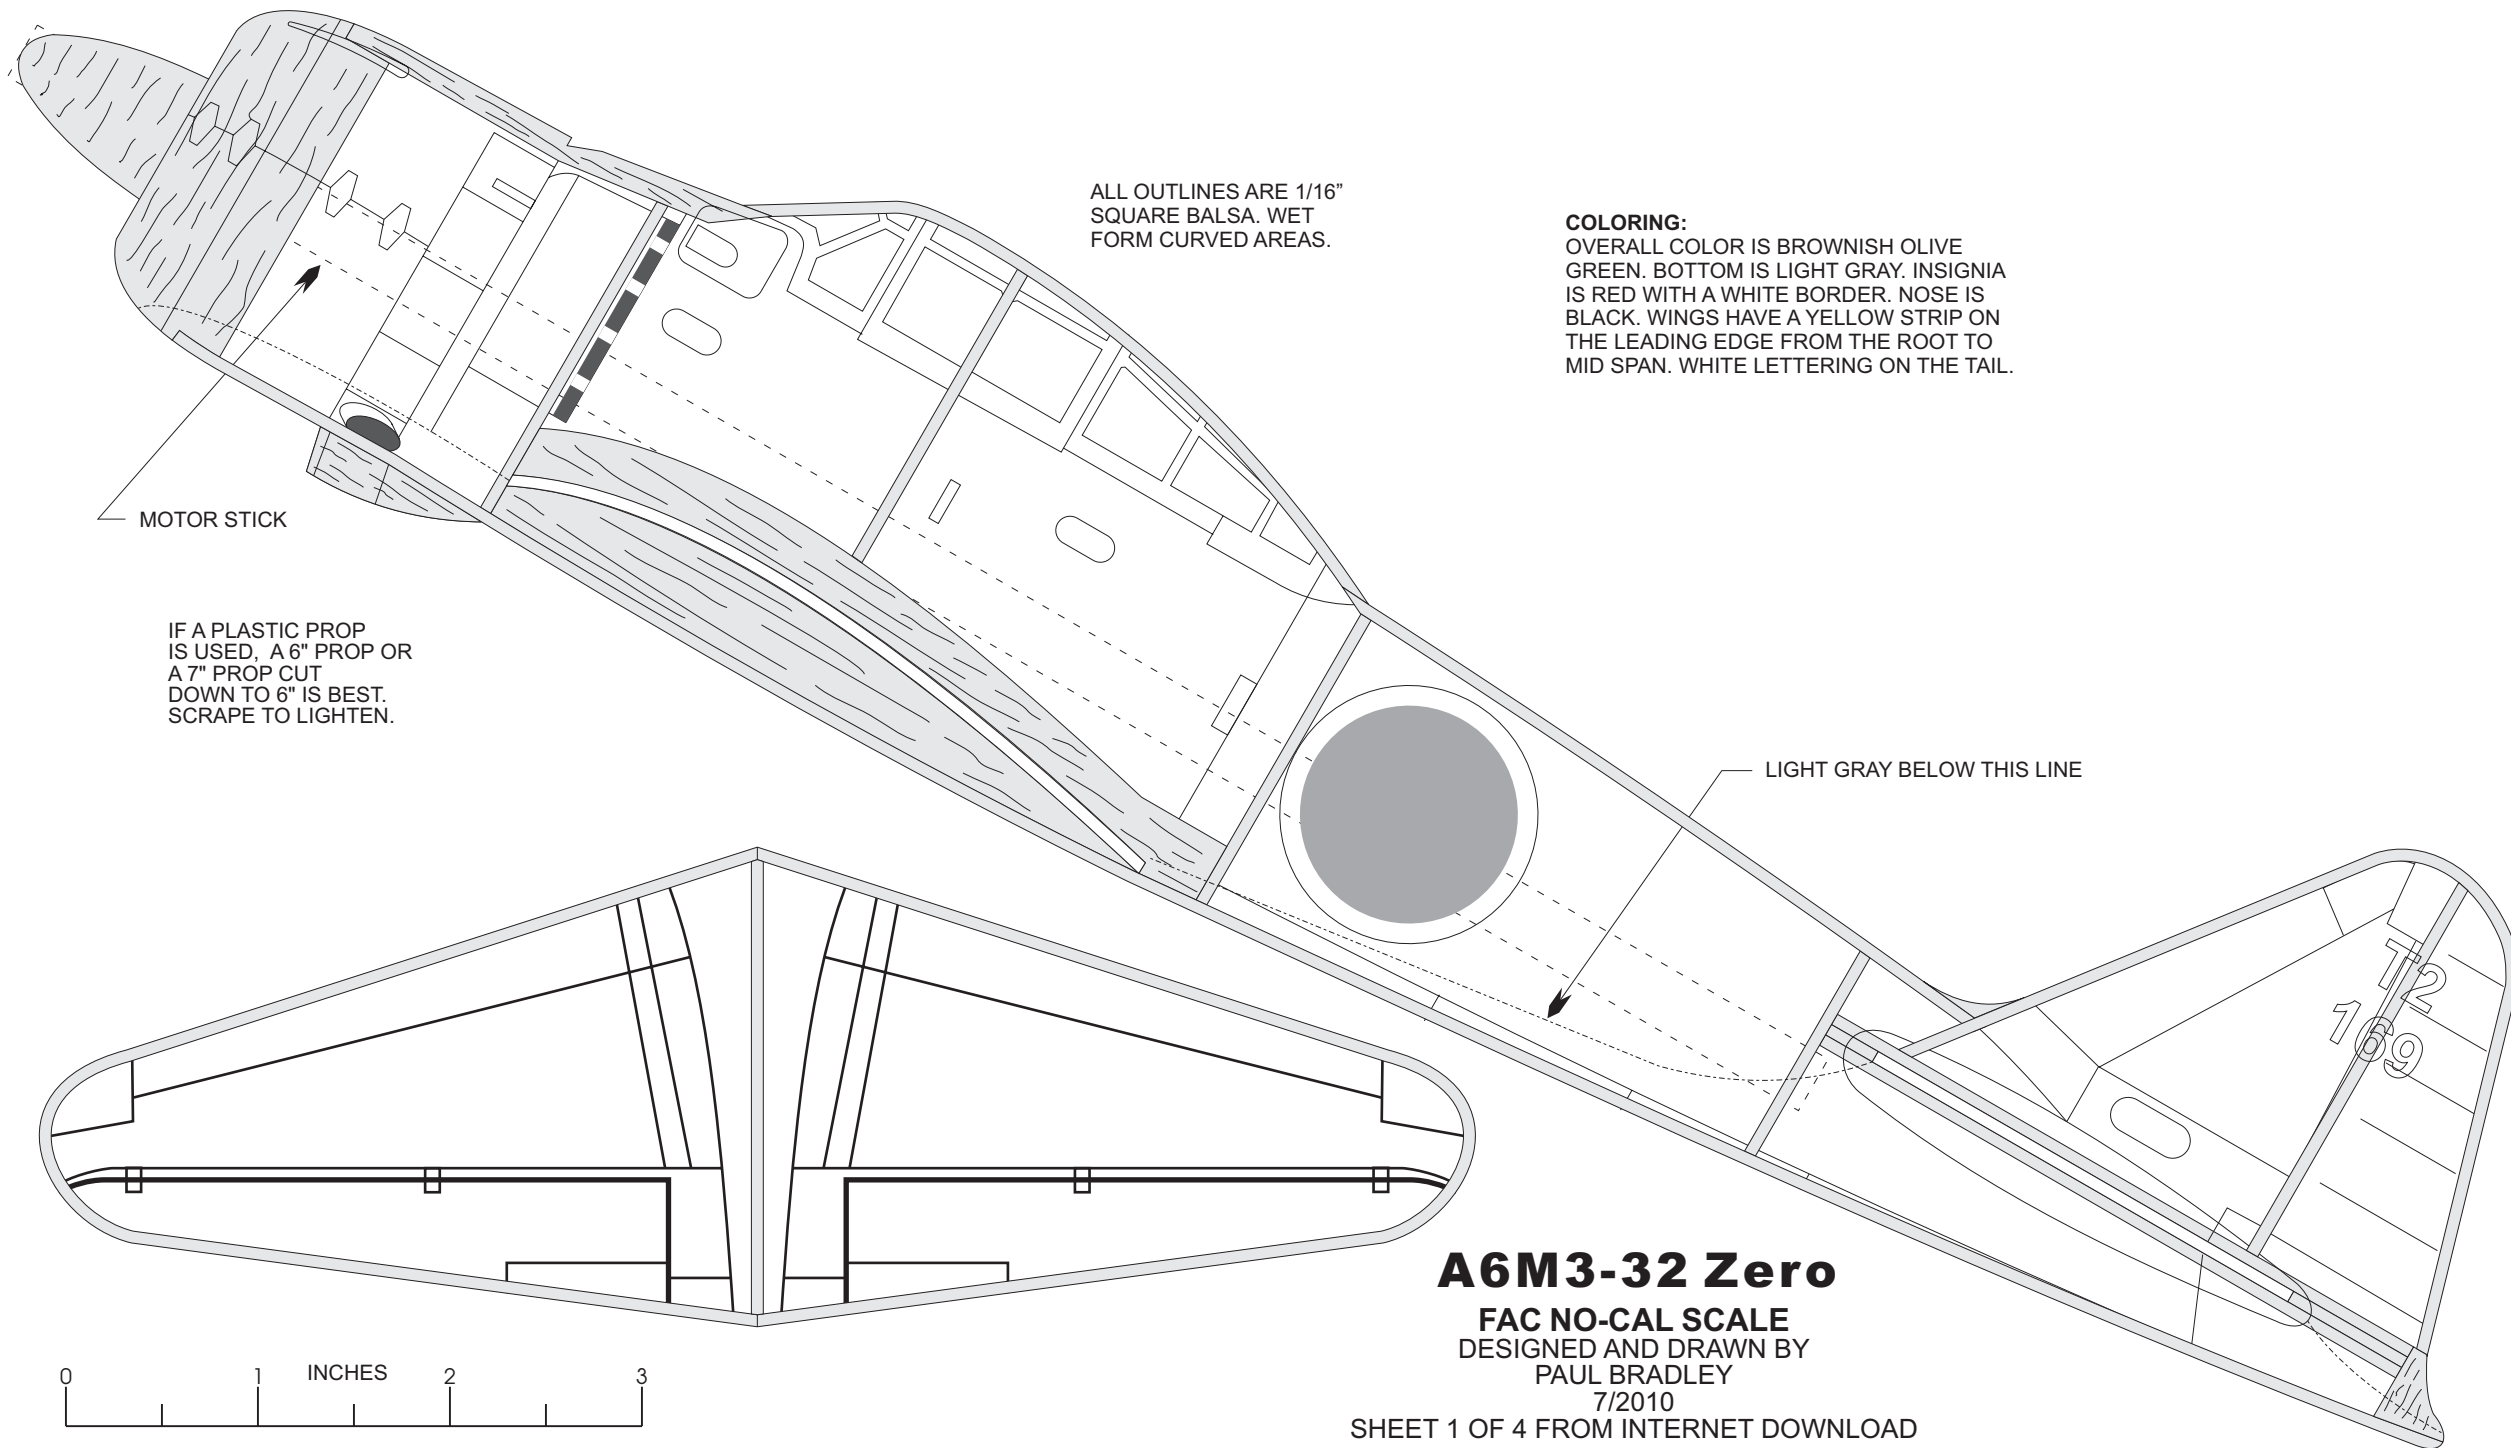 ALL OUTLINES ARE 1/16”
SQUARE BALSA. WET
FORM CURVED AREAS.
COLORING:
OVERALL COLOR IS BROWNISH OLIVE
GREEN. BOTTOM IS LIGHT GRAY. INSIGNIA
IS RED WITH A WHITE BORDER. NOSE IS
BLACK. WINGS HAVE A YELLOW STRIP ON
THE LEADING EDGE FROM THE ROOT TO
MID SPAN. WHITE LETTERING ON THE TAIL.
MOTOR STICK
IF A PLASTIC PROP
IS USED, A 6" PROP OR
A 7" PROP CUT
DOWN TO 6" IS BEST.
SCRAPE TO LIGHTEN.
LIGHT GRAY BELOW THIS LINE
A6M3-32 Zero
FAC NO-CAL SCALE
DESIGNED AND DRAWN BY
PAUL BRADLEY
7/2010
SHEET 1 OF 4 FROM INTERNET DOWNLOAD
0 1 INCHES 2 3